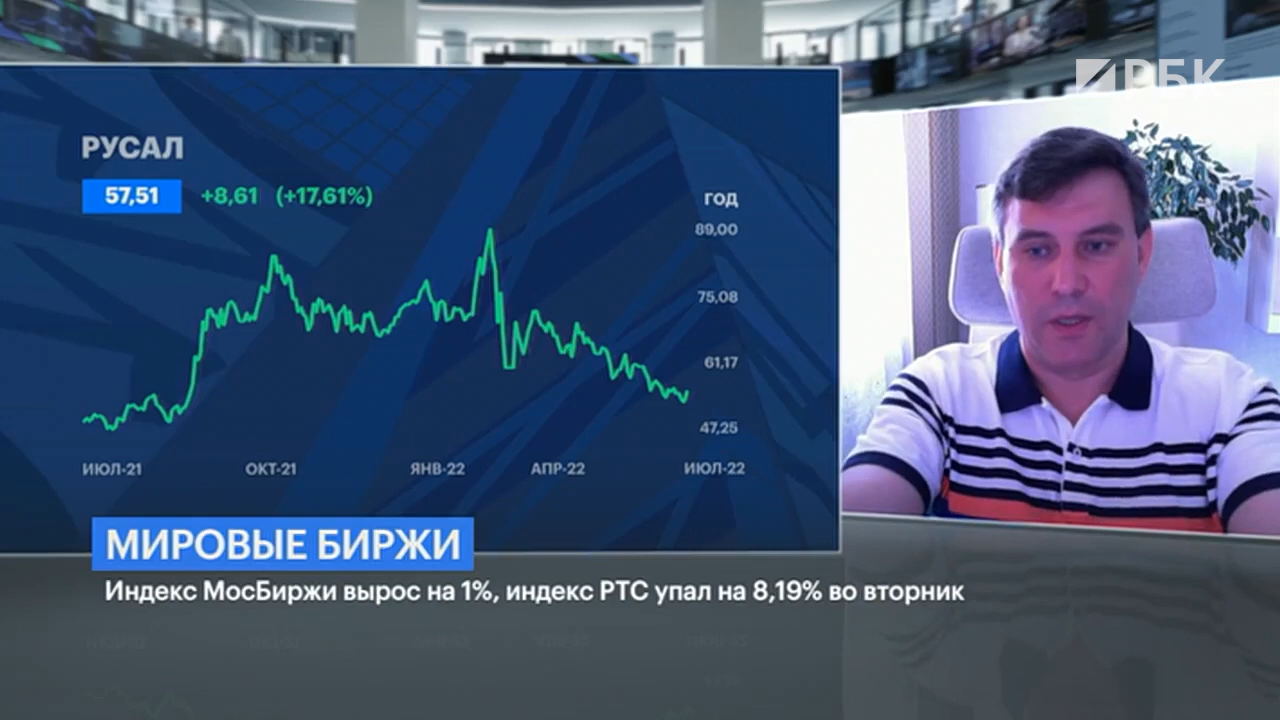 РБК
РУСАЛ
57,51 +8,61 (+17,61%)
ГОД
89,00
75,08
61,17
47,25
ИЮЛ-21 ОКТ-21 ЯНВ-22 АПР-22 ИЮЛ-22
МИРОВЫЕ БИРЖИ
Индекс МосБиржи вырос на 1%, индекс РТС упал на 8,19% во вторник